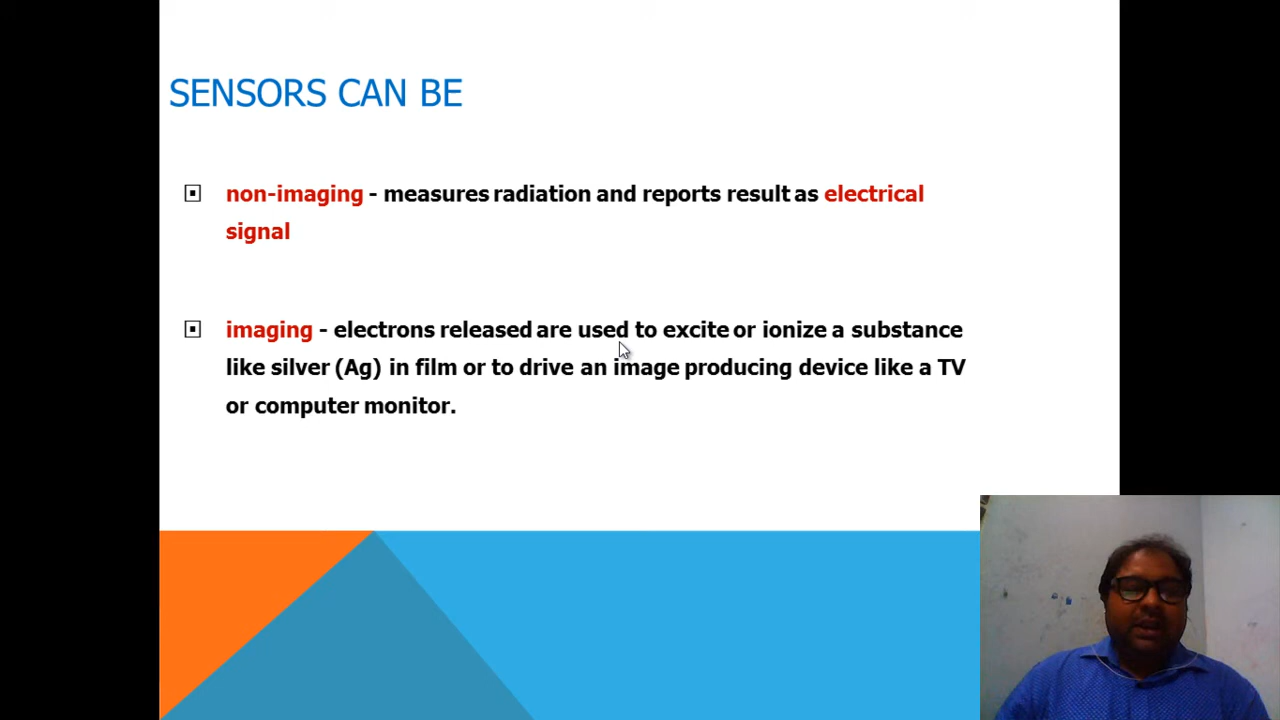 SENSORS CAN BE
non-imaging - measures radiation and reports result as electrical
signal
imaging - electrons released are used to excite or ionize a substance
like silver (Ag) in film or to drive an image producing device like a TV
or computer monitor.